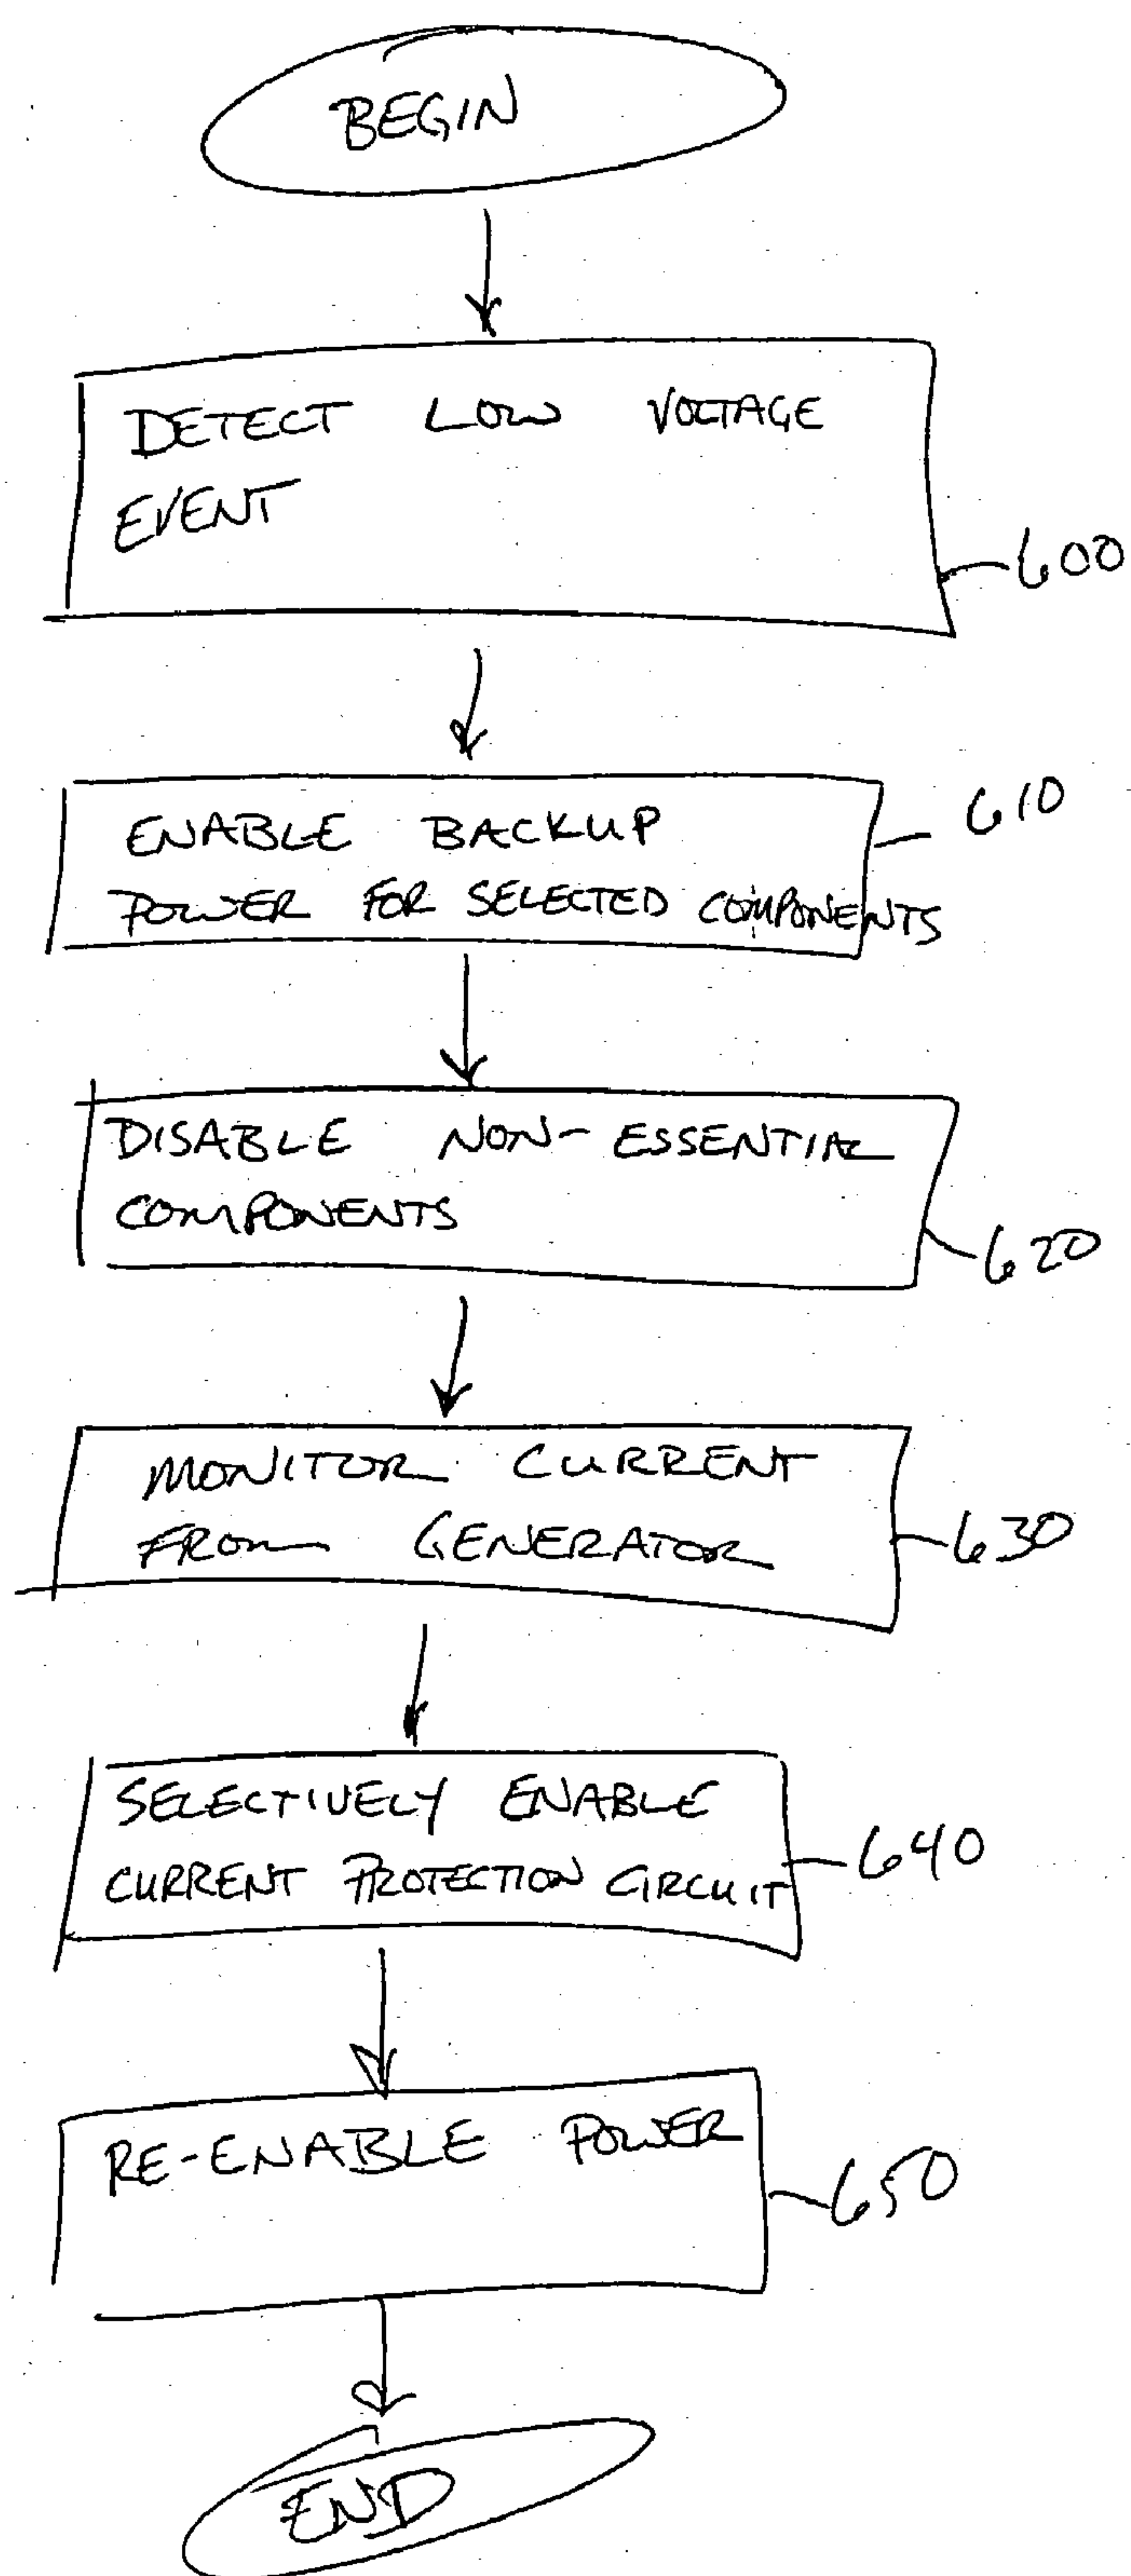 BEGIN
DETECT LOW VOLTAGE
EVENT
600
610
ENABLE BACKUP
POWER FOR SELECTED COMPONENTS
DISABLE NON-ESSENTIAL
COMPONENTS
620
MONITOR CURRENT
FROM GENERATOR
630
SELECTIVELY ENABLE
CURRENT PROTECTION CIRCUIT
640
RE-ENABLE POWER
650
END